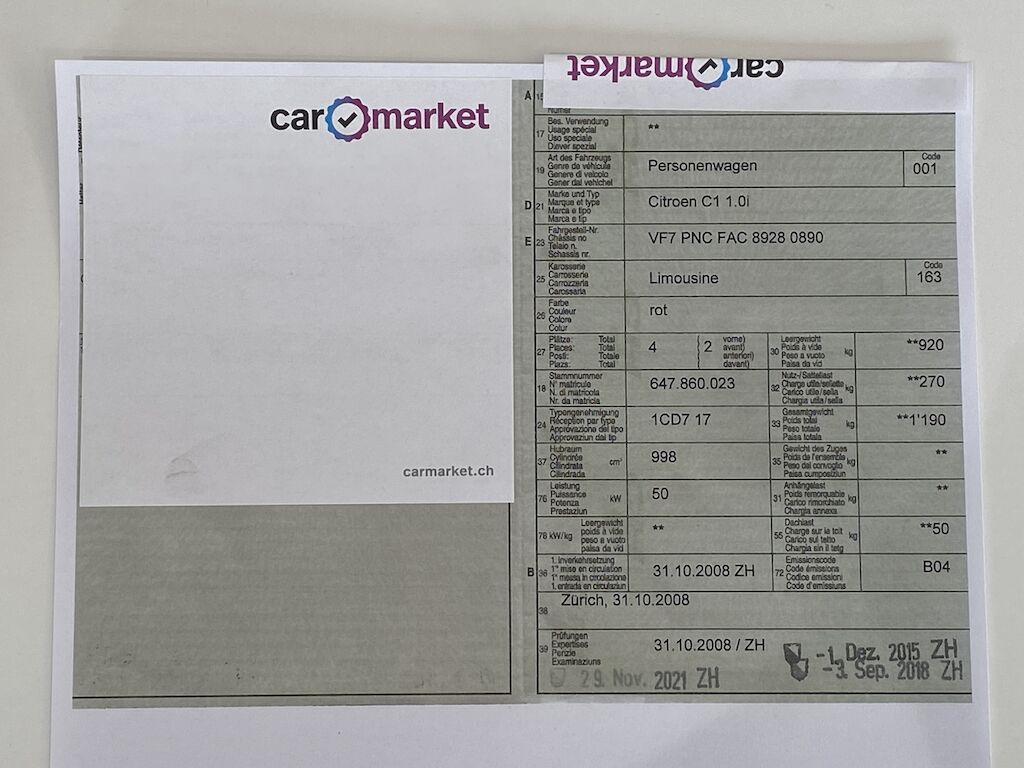 car market
car market
carmarket.ch
A 15
17 Bes. Verwendung
Usage spécial
Uso speciale
Diever spezial
**
19 Art des Fahrzeugs
Genre de véhicule
Genere di veicolo
Gener dal vehichel
Personenwagen
Code
001
D 21 Marke und Typ
Marque et type
Marca e tipo
Marca e tip
Citroen C1 1.0i
E 23 Fahrgestell-Nr.
Châssis no
Telaio n.
Schassis nr.
VF7 PNC FAC 8928 0890
25 Karosserie
Carrosserie
Carrozzeria
Carossaria
Limousine
Code
163
26 Farbe
Couleur
Colore
Colur
rot
27 Plätze: Total
Places: Total
Posti: Totale
Plazs: Total
4
( 2 vorne)
avant)
anteriori)
davant)
30 Leergewicht
Poids à vide
Peso a vuoto
Paisa da vid
kg
**920
18 Stammnummer
N° matricule
N. di matricola
Nr. da matricla
647.860.023
32 Nutz-/Sattellast
Charge utile/sellette
Carico utile/sella
Chargia utila/sella
kg
**270
24 Typengenehmigung
Réception par type
Approvazione del tipo
Approvaziun dal tip
1CD7 17
33 Gesamtgewicht
Poids total
Peso totale
Paisa totala
kg
**1'190
37 Hubraum
Cylindrée
Cilindrata
Cilindrada
cm³
998
35 Gewicht des Zuges
Poids de l'ensemble
Peso del convoglio
Paisa cumposiziun
kg
**
76 Leistung
Puissance
Potenza
Prestaziun
kW
50
31 Anhängelast
Poids remorquable
Carico rimorchiato
Chargia annexa
kg
**
78 kW/kg Leergewicht
poids à vide
peso a vuoto
paisa da vid
**
55 Dachlast
Charge sur le toit
Carico sul tetto
Chargia sin il tetg
kg
**50
B 36 1. Inverkehrsetzung
1re mise en circulation
1a messa in circolazione
1. entrada en circulaziun
31.10.2008 ZH
72 Emissionscode
Code émissions
Codice emissioni
Code d'emissiuns
B04
38 Zürich, 31.10.2008
39 Prüfungen
Expertises
Perizie
Examinaziuns
31.10.2008 / ZH
-1. Dez. 2015 ZH
-3. Sep. 2018 ZH
29. Nov. 2021 ZH